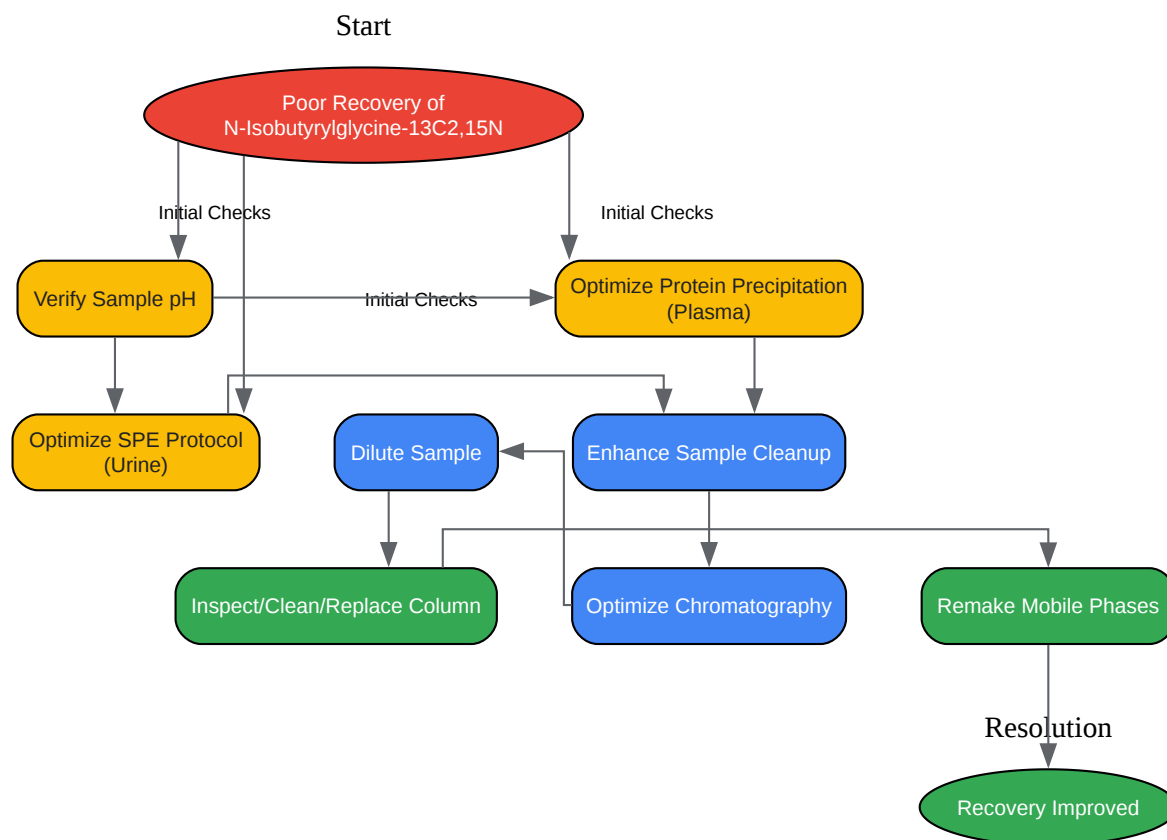 Start
Poor Recovery of
N-Isobutyrylglycine-13C2,15N
Initial Checks
Initial Checks
Verify Sample pH
Initial Checks
Optimize Protein Precipitation
(Plasma)
Optimize SPE Protocol
(Urine)
Dilute Sample
Enhance Sample Cleanup
Inspect/Clean/Replace Column
Optimize Chromatography
Remake Mobile Phases
Resolution
Recovery Improved